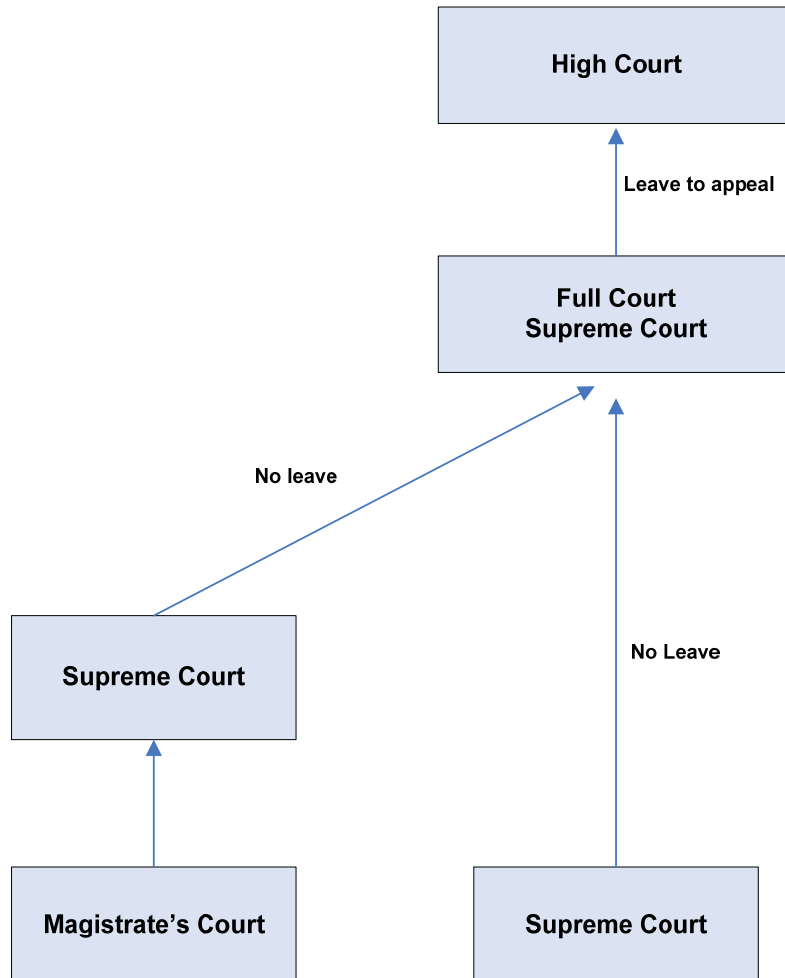 High Court
Leave to appeal
Full Court
Supreme Court
No leave
No Leave
Supreme Court
Magistrate’s Court
Supreme Court